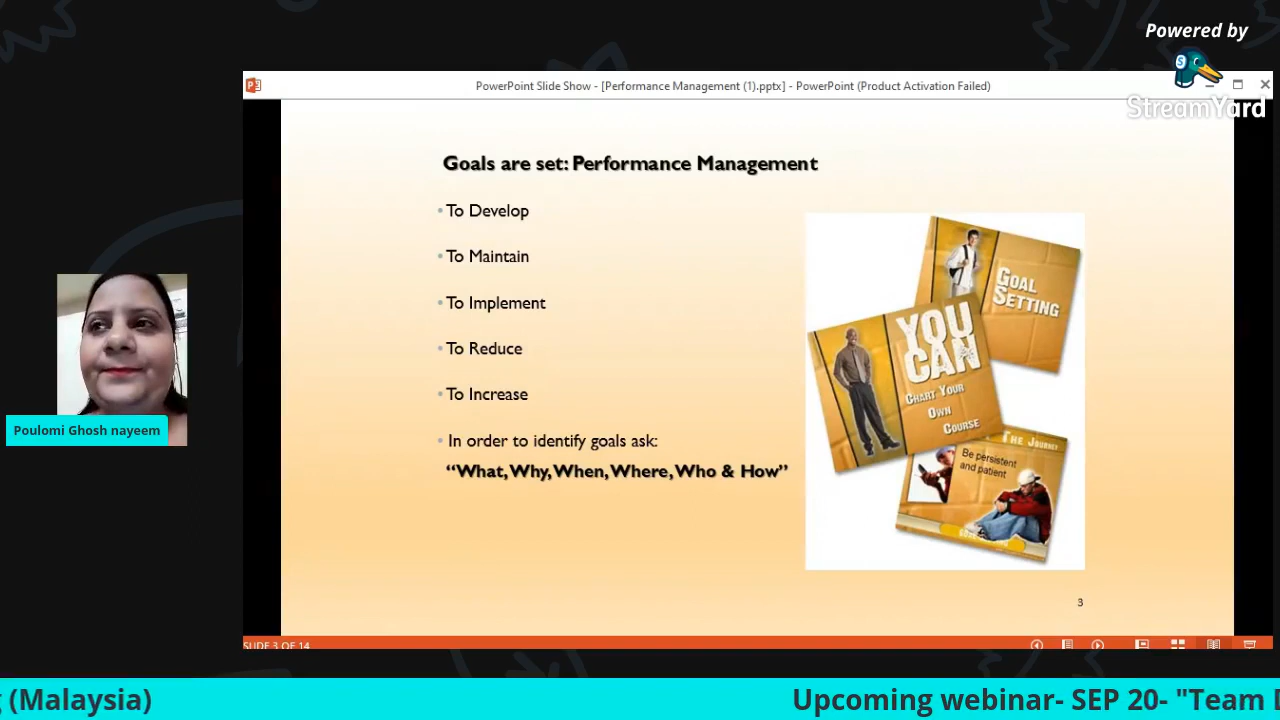 Powered by
StreamYard
PowerPoint Slide Show - [Performance Management (1).pptx] - PowerPoint (Product Activation Failed)
Goals are set: Performance Management
• To Develop
• To Maintain
• To Implement
• To Reduce
• To Increase
• In order to identify goals ask:
“What, Why, When, Where, Who & How”
GOAL
SETTING
YOU
CAN
CHART YOUR
OWN
COURSE
THE JOURNEY
Be persistent
and patient
3
SLIDE 3 OF 14
Poulomi Ghosh nayeem
(Malaysia)
Upcoming webinar- SEP 20- "Team